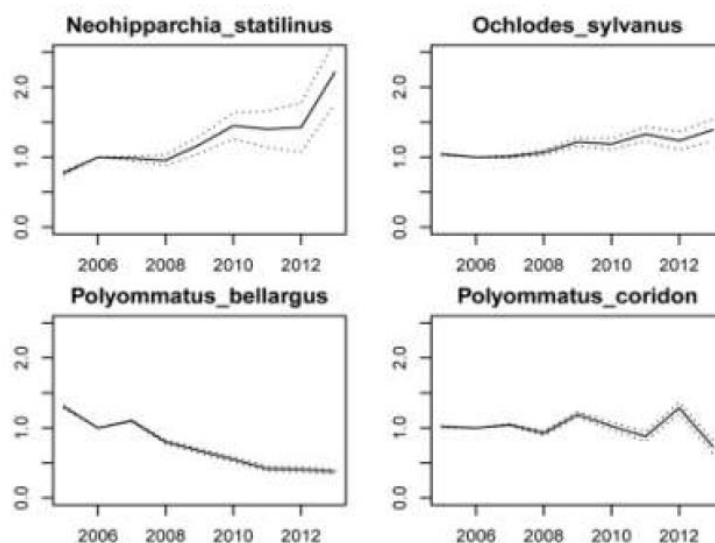 Neohipparchia_statilinus
Ochlodes_sylvanus
2.0
1.0
0.0
2006 2008 2010 2012
2.0
1.0
0.0
2006 2008 2010 2012
Polyommatus_bellargus
Polyommatus_coridon
2.0
1.0
0.0
2006 2008 2010 2012
2.0
1.0
0.0
2006 2008 2010 2012